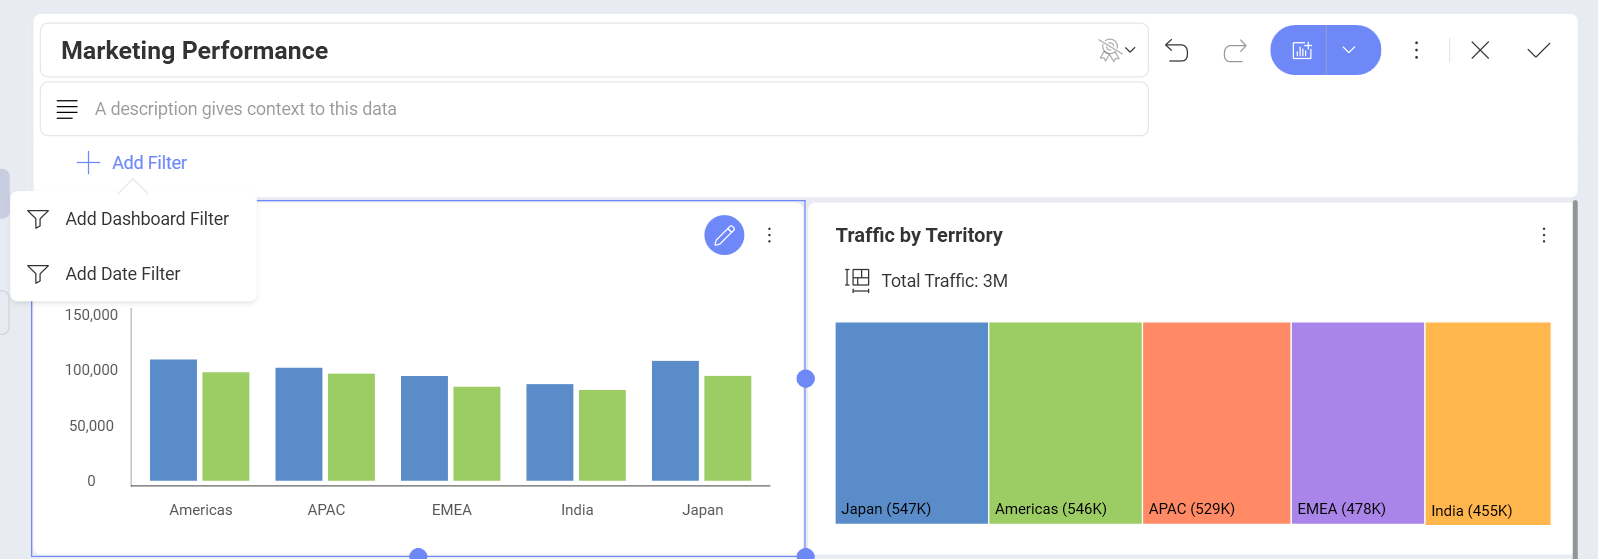 Marketing Performance
A description gives context to this data
Add Filter
Add Dashboard Filter
Add Date Filter
150,000
100,000
50,000
0
Americas
APAC
EMEA
India
Japan
Traffic by Territory
Total Traffic: 3M
Japan (547K)
Americas (546K)
APAC (529K)
EMEA (478K)
India (455K)